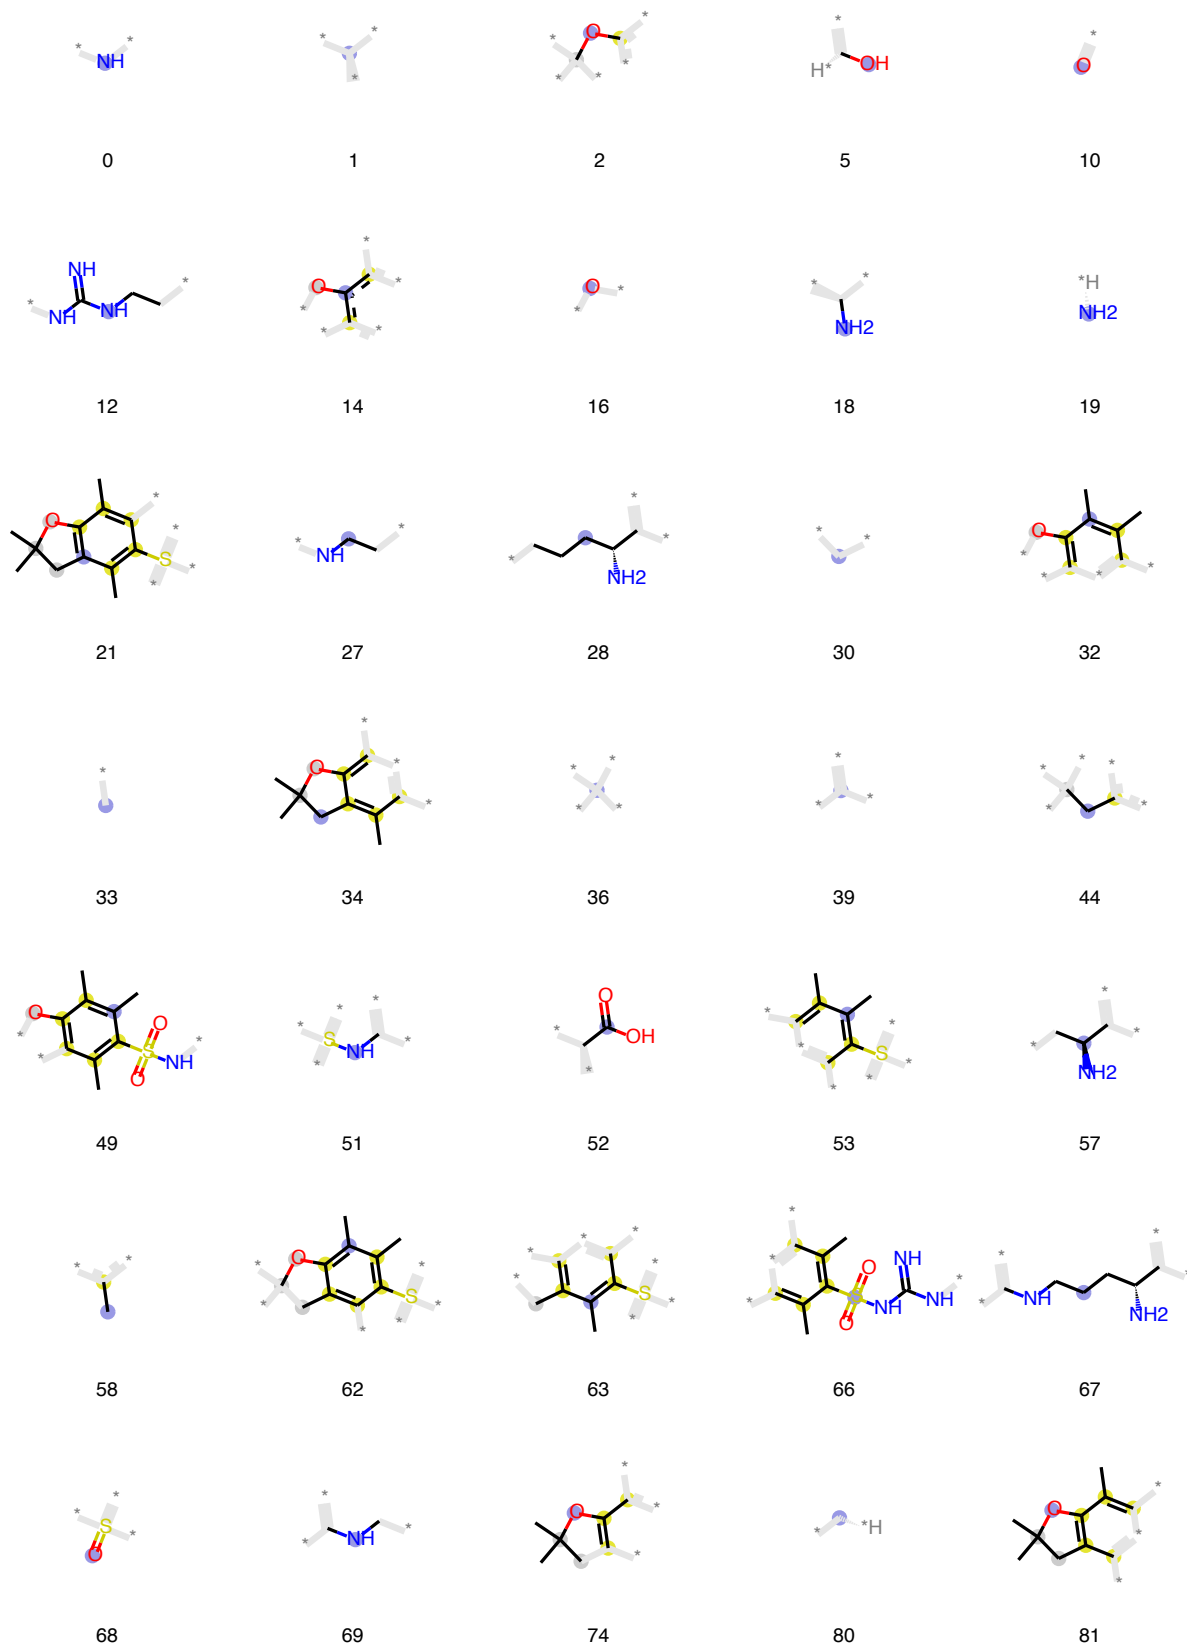 * * * * * * *
NH O OH O
* * * * * H* *
0 1 2 5 10
NH * * * * * *H
* NH NH O * * O * * NH2 NH2
12 14 16 18 19
O * S * * * NH * * * NH2 * * * * O * * * *
21 27 28 30 32
* O * * * * * * * * * * * * * * * *
33 34 36 39 44
O O S O NH * * * * * S NH * * * O OH * * * * S * * * * * NH2
49 51 52 53 57
* * * O * * S * * * * * * S * * * * * * O S O NH NH NH * * NH * * * NH2
58 62 63 66 67
* * S * O * * NH * O * * * * *H O * * *
68 69 74 80 81